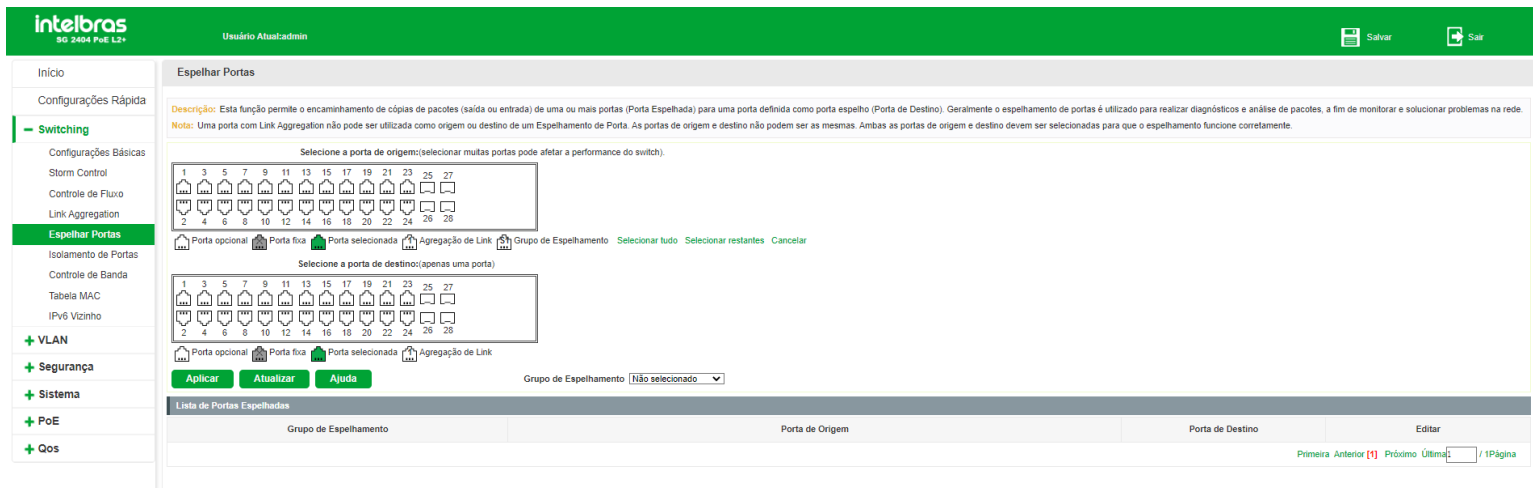 intelbras
SG 2404 PoE L2+
Usuário Atual:admin
Salvar
Sair
Início
Configurações Rápida
Switching
Configurações Básicas
Storm Control
Controle de Fluxo
Link Aggregation
Espelhar Portas
Isolamento de Portas
Controle de Banda
Tabela MAC
IPv6 Vizinho
VLAN
Segurança
Sistema
PoE
Qos
Espelhar Portas
Descrição: Esta função permite o encaminhamento de cópias de pacotes (saída ou entrada) de uma ou mais portas (Porta Espelhada) para uma porta definida como porta espelho (Porta de Destino). Geralmente o espelhamento de portas é utilizado para realizar diagnósticos e análise de pacotes, a fim de monitorar e solucionar problemas na rede.
Nota: Uma porta com Link Aggregation não pode ser utilizada como origem ou destino de um Espelhamento de Porta. As portas de origem e destino não podem ser as mesmas. Ambas as portas de origem e destino devem ser selecionadas para que o espelhamento funcione corretamente.
Selecione a porta de origem:(selecionar muitas portas pode afetar a performance do switch).
1 3 5 7 9 11 13 15 17 19 21 23 25 27
2 4 6 8 10 12 14 16 18 20 22 24 26 28
Porta opcional Porta fixa Porta selecionada 1 Agregação de Link S1 Grupo de Espelhamento Selecionar tudo Selecionar restantes Cancelar
Selecione a porta de destino:(apenas uma porta)
1 3 5 7 9 11 13 15 17 19 21 23 25 27
2 4 6 8 10 12 14 16 18 20 22 24 26 28
Porta opcional Porta fixa Porta selecionada 1 Agregação de Link
Aplicar Atualizar Ajuda Grupo de Espelhamento Não selecionado
Lista de Portas Espelhadas
Grupo de Espelhamento Porta de Origem Porta de Destino Editar
Primeira Anterior [1] Próximo Última 1 / 1Página